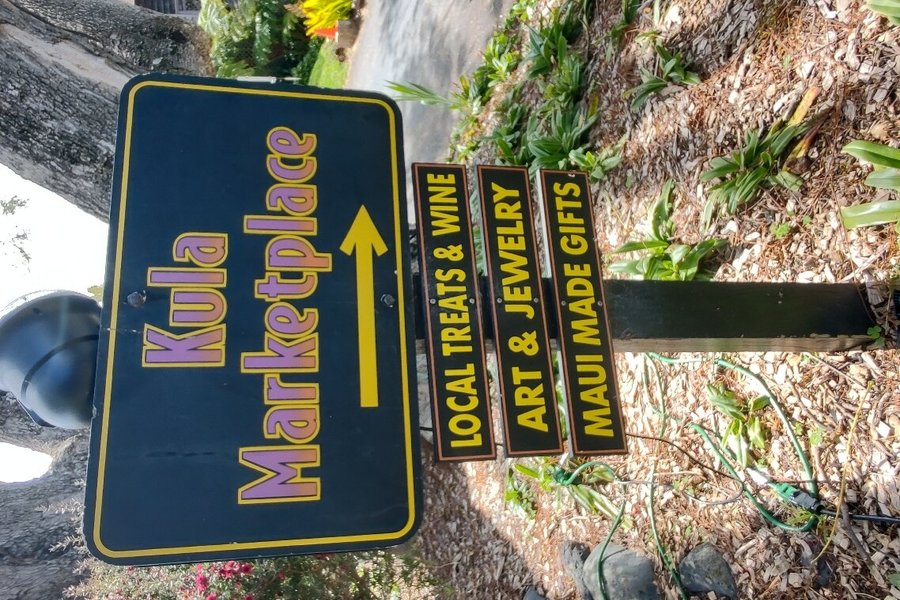 Kula
Marketplace
LOCAL TREATS & WINE
ART & JEWELRY
MAUI MADE GIFTS